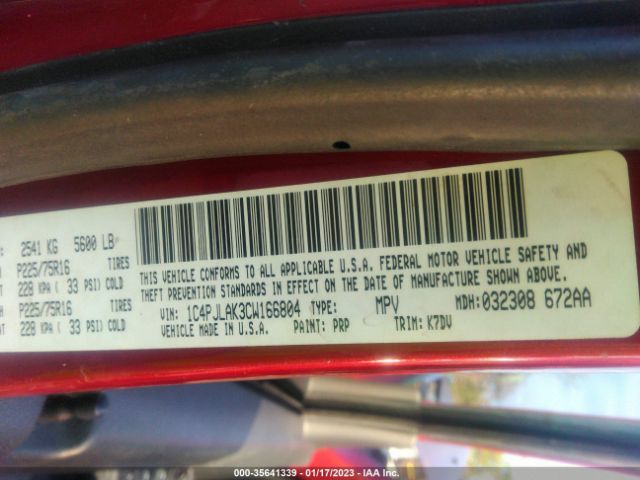 : 2541 KG 5600 LB
P225/75R16 TIRES
228 KPA ( 33 PSI) COLD
P225/75R16 TIRES
228 KPA ( 33 PSI) COLD
THIS VEHICLE CONFORMS TO ALL APPLICABLE U.S.A. FEDERAL MOTOR VEHICLE SAFETY AND
THEFT PREVENTION STANDARDS IN EFFECT ON THE DATE OF MANUFACTURE SHOWN ABOVE.
VIN: 1C4PJLAK3CW166804 TYPE: MPV MDH: 032308 672AA
VEHICLE MADE IN U.S.A. PAINT: PRP TRIM: K7DV
000-35641339 - 01/17/2023 - IAA Inc.